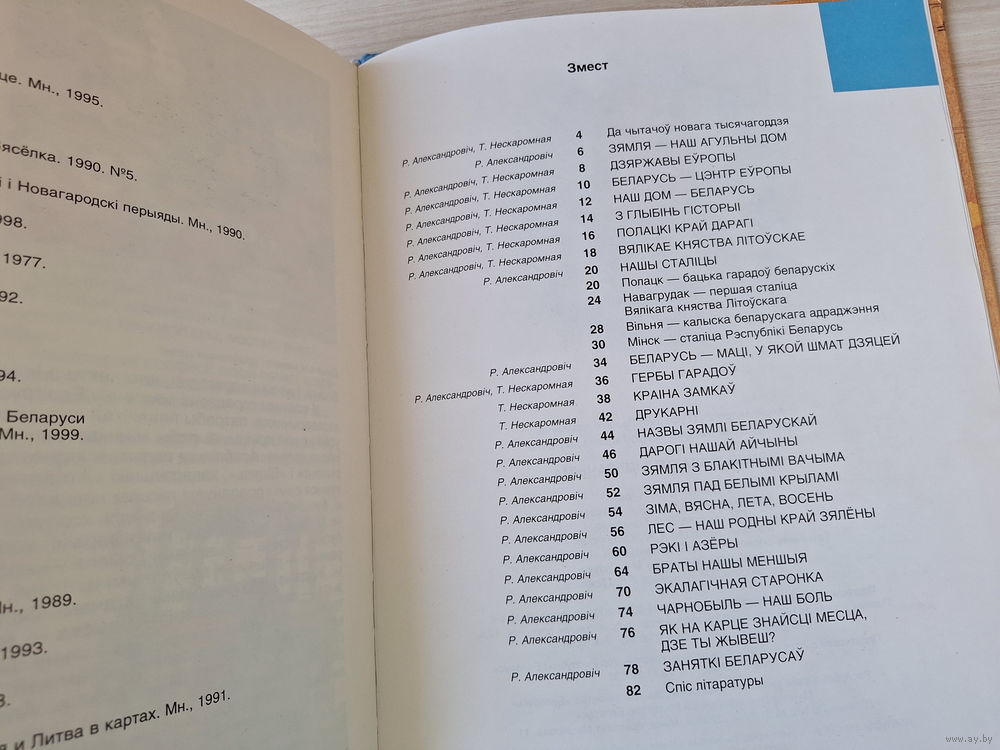 це. Мн., 1995.
яселка. 1990. №5.
і і Новагародскі перыяды. Мн., 1990.
998.
1977.
92.
94.
Беларуси
Мн., 1999.
Мн., 1989.
1993.
я и Литва в картах. Мн., 1991.
Змест
Р. Александровіч, Т. Нескаромная 4 Да чытачоў новага тысячагоддзя
Р. Александровіч 6 ЗЯМЛЯ — НАШ АГУЛЬНЫ ДОМ
Р. Александровіч, Т. Нескаромная 8 ДЗЯРЖАВЫ ЕЎРОПЫ
Р. Александровіч, Т. Нескаромная 10 БЕЛАРУСЬ — ЦЭНТР ЕЎРОПЫ
Р. Александровіч, Т. Нескаромная 12 НАШ ДОМ — БЕЛАРУСЬ
Р. Александровіч, Т. Нескаромная 14 З ГЛЫБІНЬ ГІСТОРЫІ
Р. Александровіч, Т. Нескаромная 16 ПОЛАЦКІ КРАЙ ДАРАГІ
Р. Александровіч, Т. Нескаромная 18 ВЯЛІКАЕ КНЯСТВА ЛІТОЎСКАЕ
Р. Александровіч 20 НАШЫ СТАЛІЦЫ
20 Полацк — бацька гарадоў беларускіх
24 Навагрудак — першая сталіца
Вялікага княства Літоўскага
28 Вільня — калыска беларускага адраджэння
30 Мінск — сталіца Рэспублікі Беларусь
Р. Александровіч 34 БЕЛАРУСЬ — МАЦІ, У ЯКОЙ ШМАТ ДЗЯЦЕЙ
Р. Александровіч, Т. Нескаромная 36 ГЕРБЫ ГАРАДОЎ
Т. Нескаромная 38 КРАІНА ЗАМКАЎ
Т. Нескаромная 42 ДРУКАРНІ
Р. Александровіч 44 НАЗВЫ ЗЯМЛІ БЕЛАРУСКАЙ
Р. Александровіч 46 ДАРОГІ НАШАЙ АЙЧЫНЫ
Р. Александровіч 50 ЗЯМЛЯ З БЛАКІТНЫМІ ВАЧЫМА
Р. Александровіч 52 ЗЯМЛЯ ПАД БЕЛЫМІ КРЫЛАМІ
Р. Александровіч 54 ЗІМА, ВЯСНА, ЛЕТА, ВОСЕНЬ
Р. Александровіч 56 ЛЕС — НАШ РОДНЫ КРАЙ ЗЯЛЁНЫ
Р. Александровіч 60 РЭКІ І АЗЁРЫ
Р. Александровіч 64 БРАТЫ НАШЫ МЕНШЫЯ
Р. Александровіч 70 ЭКАЛАГІЧНАЯ СТАРОНКА
Р. Александровіч 74 ЧАРНОБЫЛЬ — НАШ БОЛЬ
Р. Александровіч 76 ЯК НА КАРЦЕ ЗНАЙСЦІ МЕСЦА,
ДЗЕ ТЫ ЖЫВЕШ?
Р. Александровіч 78 ЗАНЯТКІ БЕЛАРУСАЎ
82 Спіс літаратуры
www.ay.by